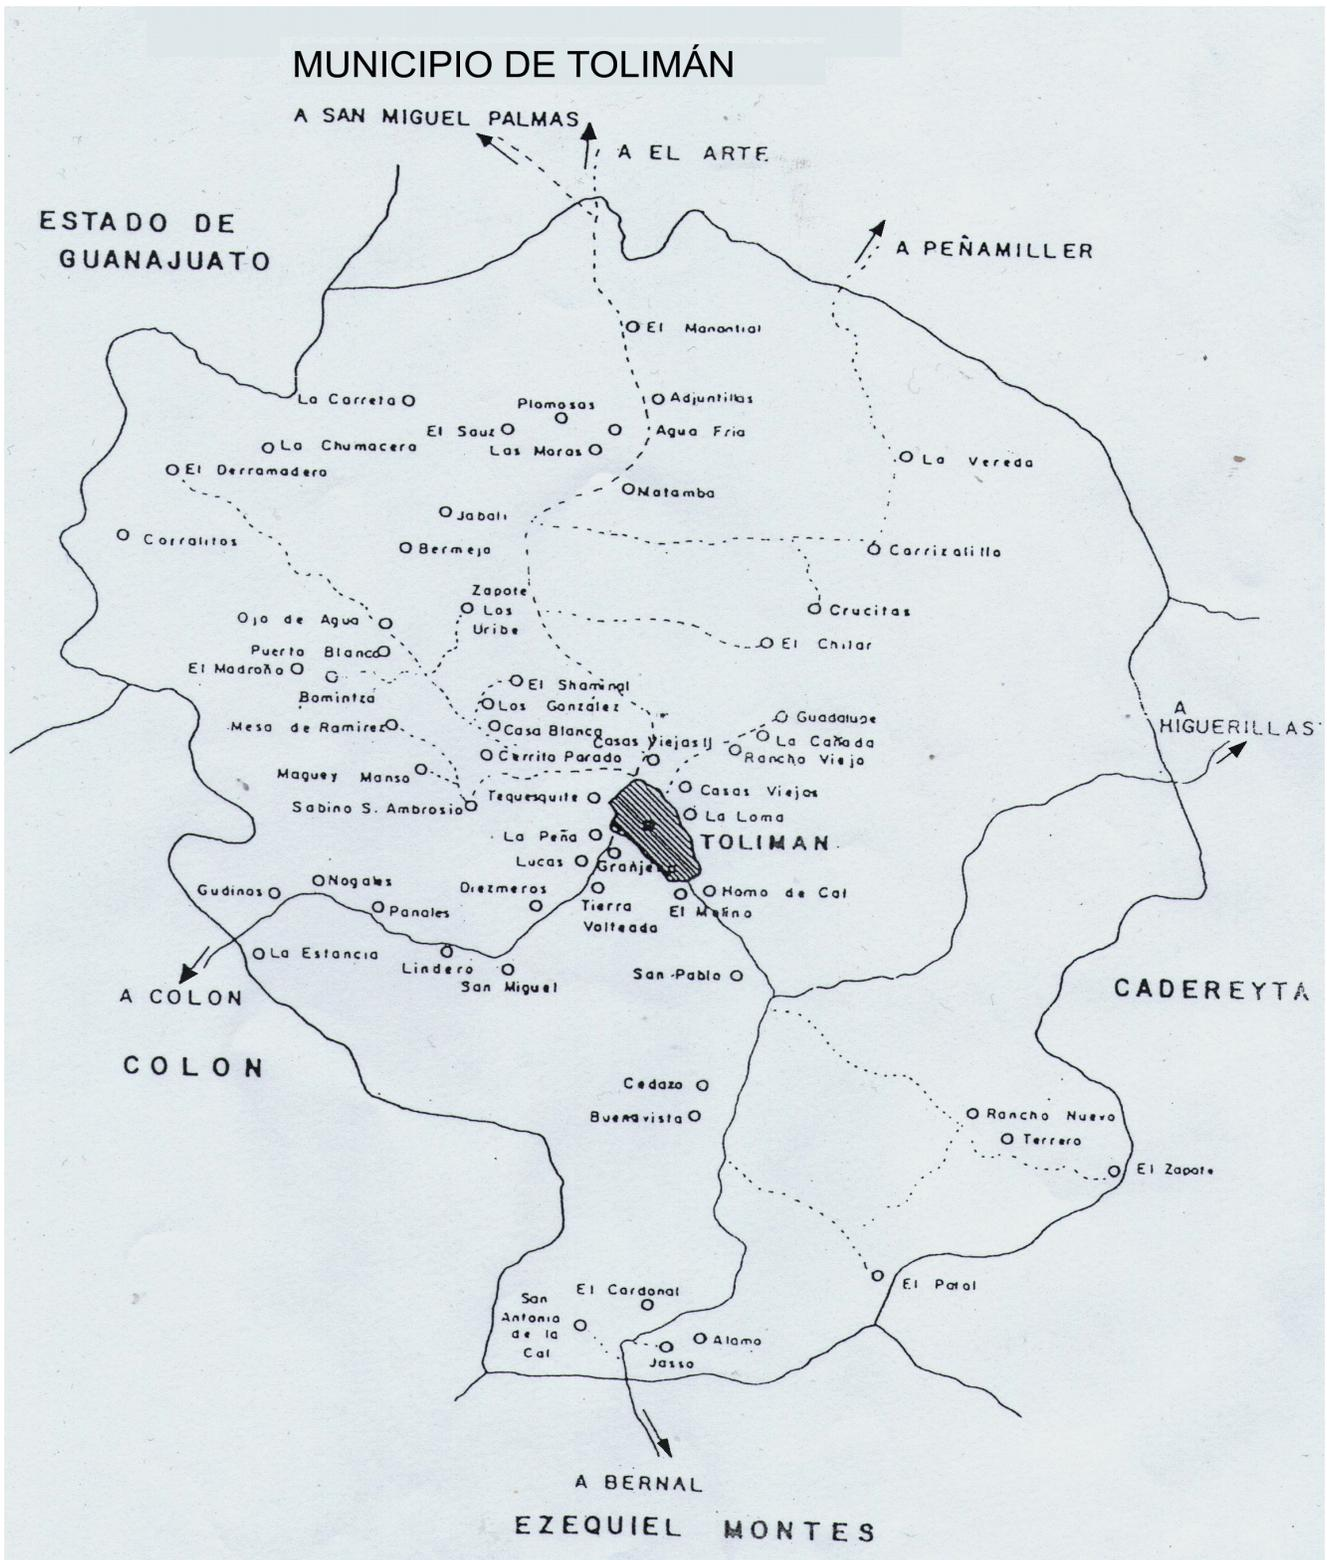 MUNICIPIO DE TOLIMÁN
A SAN MIGUEL PALMAS
A EL ARTE
ESTADO DE
GUANAJUATO
A PEÑAMILLER
El Manantial
La Carreta
Plomosas
Adjuntillas
El Sauz
Agua Fria
La Chumacera
Las Moras
La Vereda
El Derramadero
Matamba
Jabali
Corralitos
Bermejo
Carrizalillo
Zapote
Los
Uribe
Crucitas
Ojo de Agua
El Chilar
Puerto Blanco
El Madroño
Bomintzá
El Shaminal
Los González
Guadalupe
Mesa de Ramirez
Casa Blanca
Casas Viejas II
La Cañada
A
HIGUERILLAS
Cerrito Parado
Rancho Viejo
Maguey Manso
Casas Viejas
Tequesquite
Sabino S. Ambrosio
La Loma
La Peña
TOLIMAN
Lucas
Granjeno
Nogales
Gudinos
Diezmeros
Homo de Cal
Panales
Tierra
Volteada
El Molino
La Estancia
Lindero
San Miguel
San Pablo
A COLON
CADEREYTA
COLON
Cedazo
Buenavista
Rancho Nuevo
Terrero
El Zapote
El Patol
El Cardonal
San
Antonio
de la
Cal
Alamo
Jasso
A BERNAL
EZEQUIEL MONTES